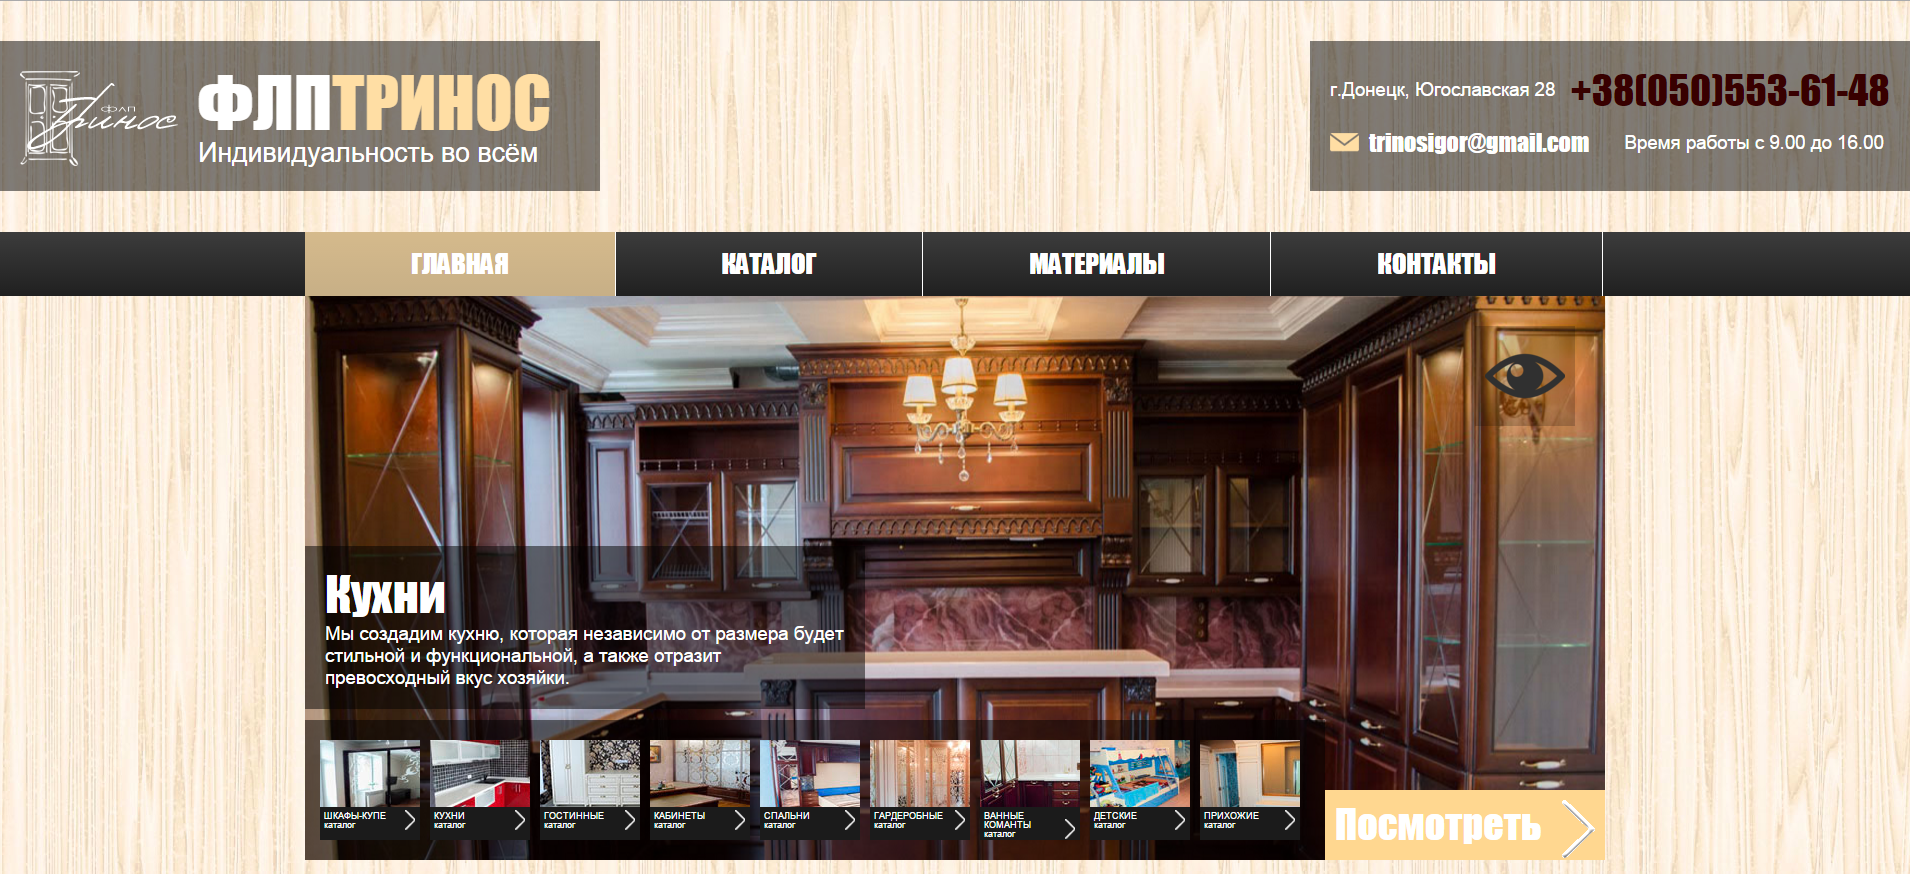 ФЛП
Тринос
ФЛПТРИНОС
Индивидуальность во всём
г.Донецк, Югославская 28
+38(050)553-61-48
trinosigor@gmail.com
Время работы с 9.00 до 16.00
ГЛАВНАЯ
КАТАЛОГ
МАТЕРИАЛЫ
КОНТАКТЫ
Кухни
Мы создадим кухню, которая независимо от размера будет
стильной и функциональной, а также отразит
превосходный вкус хозяйки.
ШКАФЫ-КУПЕ
каталог
КУХНИ
каталог
ГОСТИННЫЕ
каталог
КАБИНЕТЫ
каталог
СПАЛЬНИ
каталог
ГАРДЕРОБНЫЕ
каталог
ВАННЫЕ
КОМАНТЫ
каталог
ДЕТСКИЕ
каталог
ПРИХОЖИЕ
каталог
Посмотреть